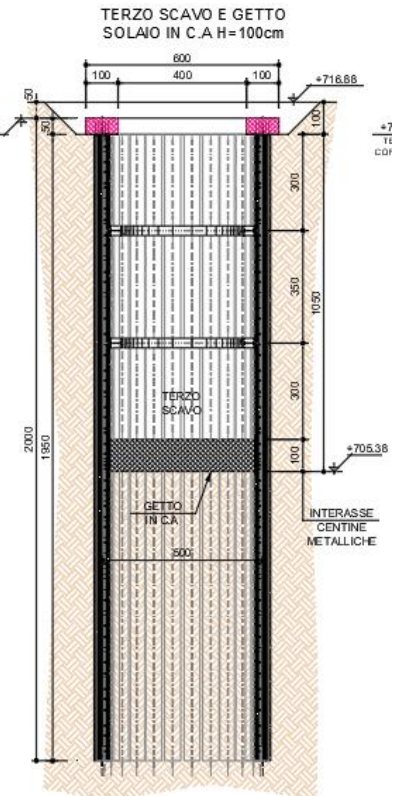 TERZO SCAVO E GETTO
SOLAIO IN C.A H=100cm
600
100 400 100
+716.88
50
50
100
300
350
1050
300
100
2000
1950
TERZO
SCAVO
+705.38
GETTO
IN C.A
INTERASSE
CENTINE
METALLICHE
500